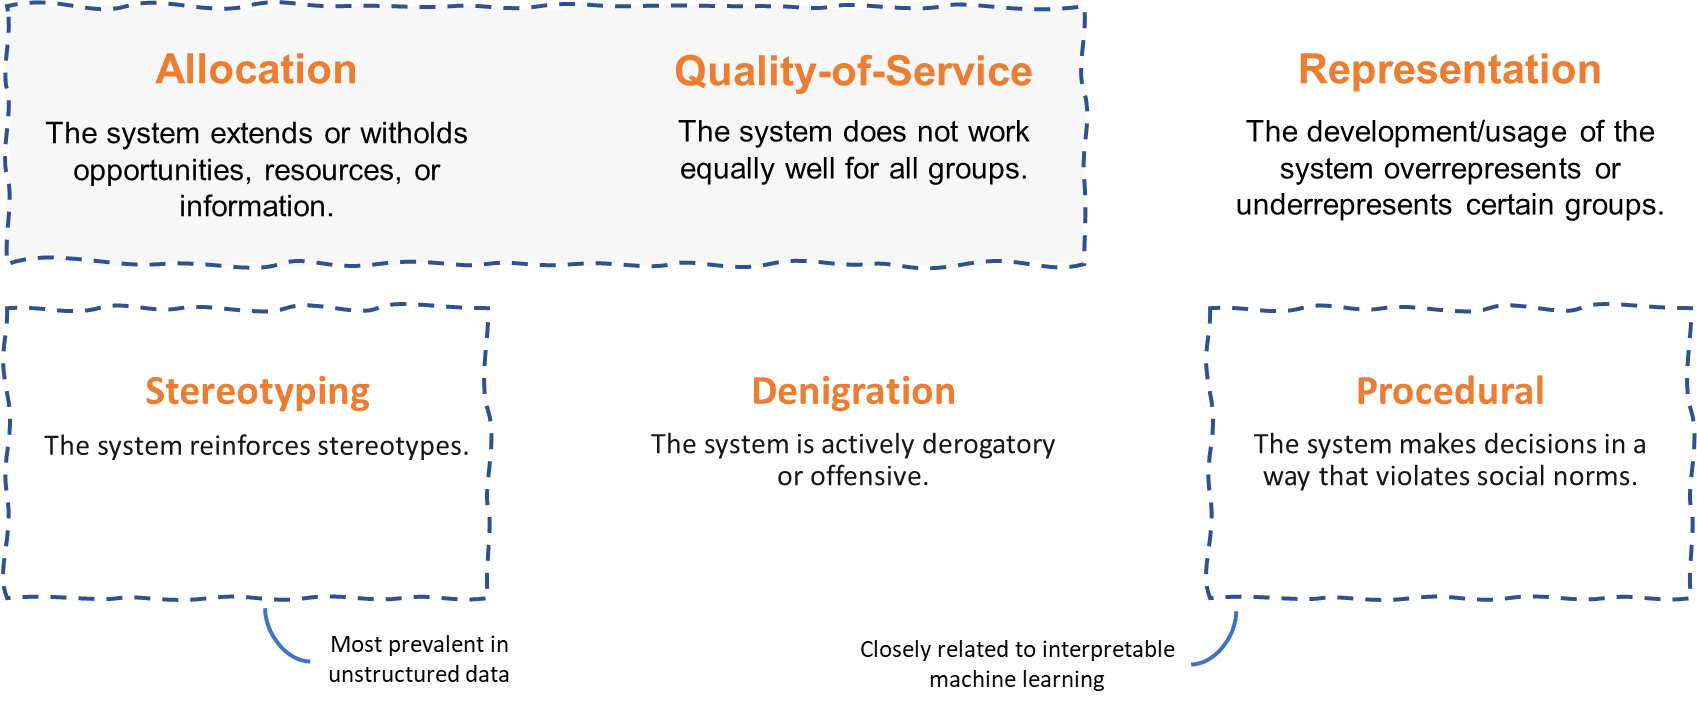 Allocation
The system extends or witholds
opportunities, resources, or
information.
Quality-of-Service
The system does not work
equally well for all groups.
Representation
The development/usage of the
system overrepresents or
underrepresents certain groups.
Stereotyping
The system reinforces stereotypes.
Denigration
The system is actively derogatory
or offensive.
Procedural
The system makes decisions in a
way that violates social norms.
Most prevalent in
unstructured data
Closely related to interpretable
machine learning